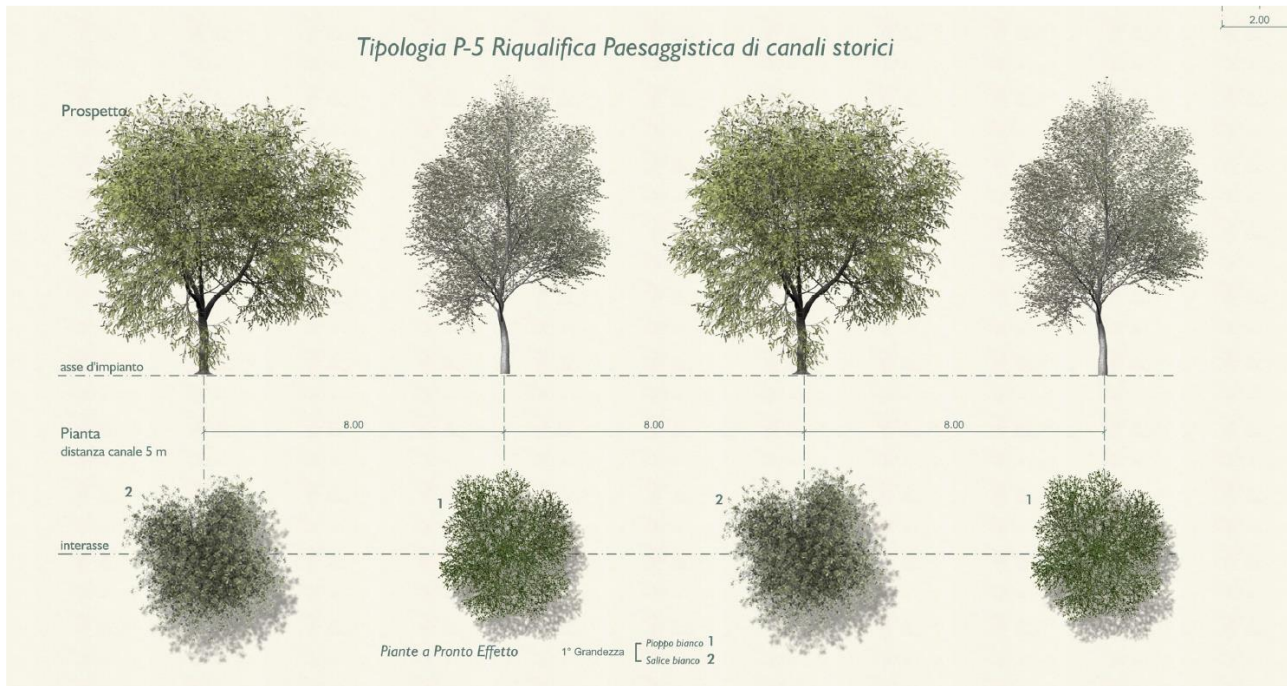 2.00
Tipologia P-5 Riqualifica Paesaggistica di canali storici
Prospetto
asse d'impianto
8.00 8.00 8.00
Pianta
distanza canale 5 m
2 1 2 1
interasse
Piante a Pronto Effetto 1° Grandezza Pioppo bianco 1
Salice bianco 2